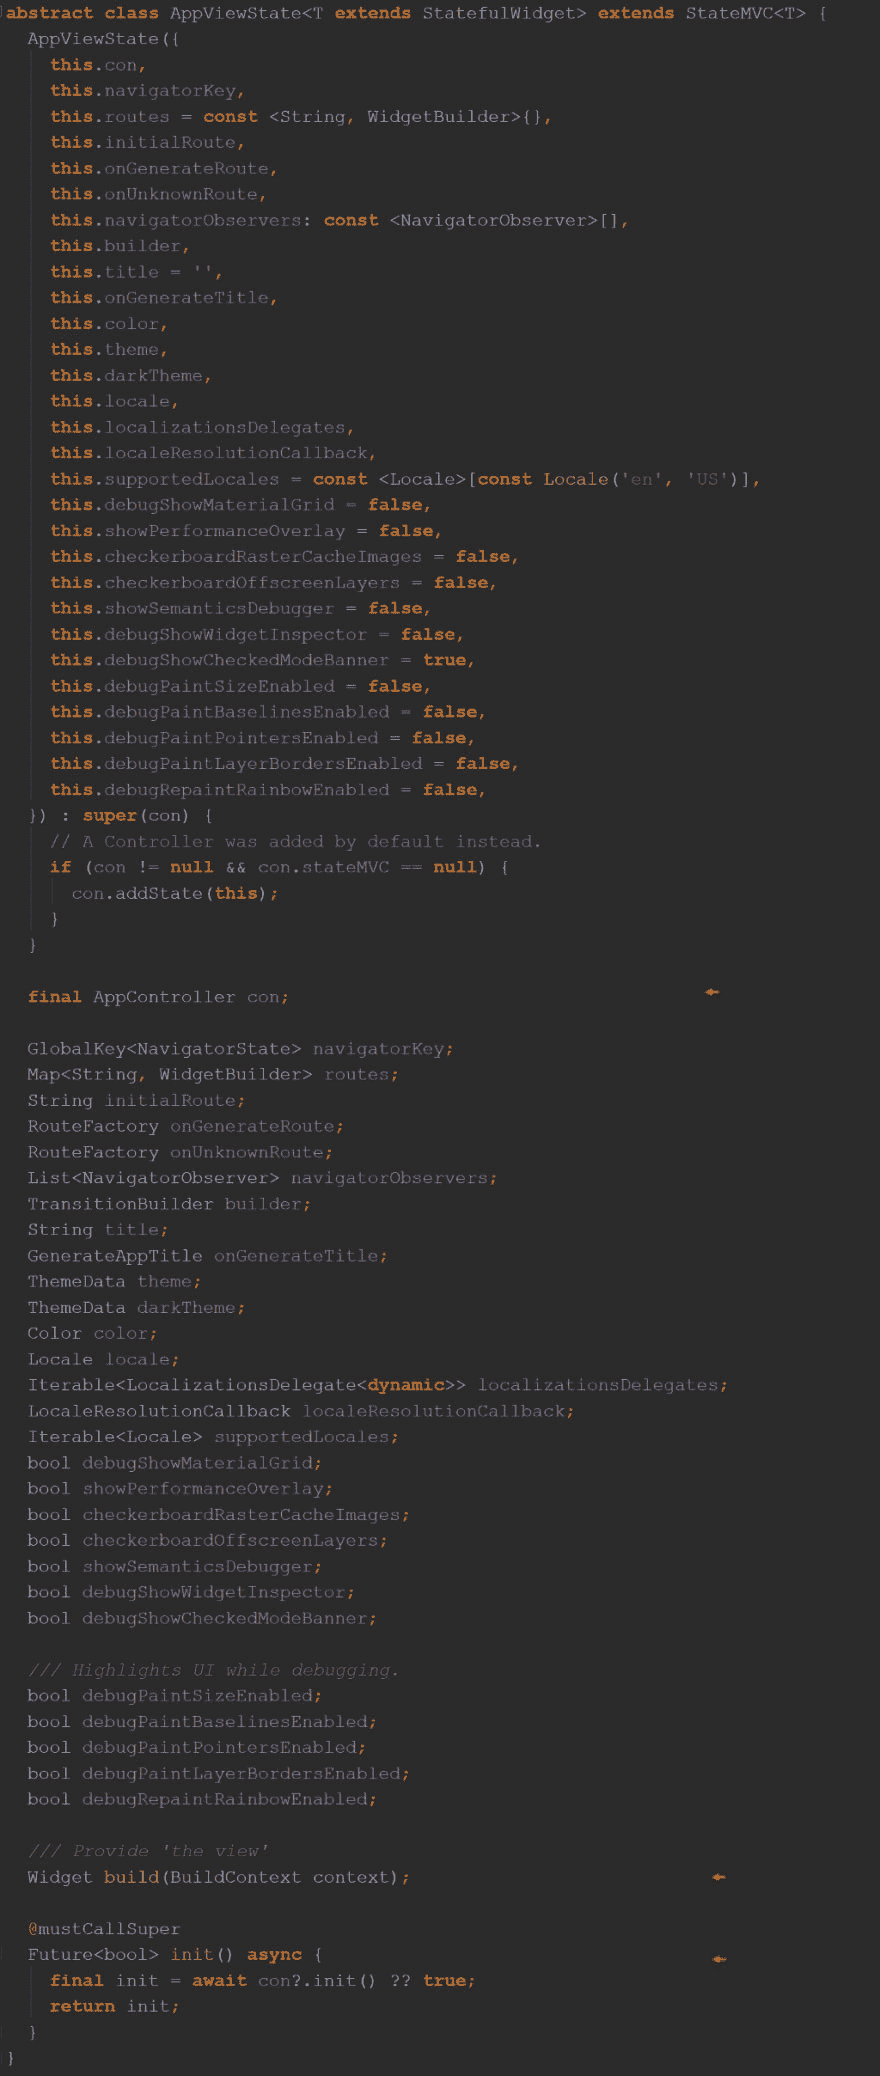 abstract class AppViewState<T extends StatefulWidget> extends StateMVC<T> {
  AppViewState({
    this.con,
    this.navigatorKey,
    this.routes = const <String, WidgetBuilder>{},
    this.initialRoute,
    this.onGenerateRoute,
    this.onUnknownRoute,
    this.navigatorObservers: const <NavigatorObserver>[],
    this.builder,
    this.title = '',
    this.onGenerateTitle,
    this.color,
    this.theme,
    this.darkTheme,
    this.locale,
    this.localizationsDelegates,
    this.localeResolutionCallback,
    this.supportedLocales = const <Locale>[const Locale('en', 'US')],
    this.debugShowMaterialGrid = false,
    this.showPerformanceOverlay = false,
    this.checkerboardRasterCacheImages = false,
    this.checkerboardOffscreenLayers = false,
    this.showSemanticsDebugger = false,
    this.debugShowWidgetInspector = false,
    this.debugShowCheckedModeBanner = true,
    this.debugPaintSizeEnabled = false,
    this.debugPaintBaselinesEnabled = false,
    this.debugPaintPointersEnabled = false,
    this.debugPaintLayerBordersEnabled = false,
    this.debugRepaintRainbowEnabled = false,
  }) : super(con) {
    // A Controller was added by default instead.
    if (con != null && con.stateMVC == null) {
      con.addState(this);
    }
  }

  final AppController con;

  GlobalKey<NavigatorState> navigatorKey;
  Map<String, WidgetBuilder> routes;
  String initialRoute;
  RouteFactory onGenerateRoute;
  RouteFactory onUnknownRoute;
  List<NavigatorObserver> navigatorObservers;
  TransitionBuilder builder;
  String title;
  GenerateAppTitle onGenerateTitle;
  ThemeData theme;
  ThemeData darkTheme;
  Color color;
  Locale locale;
  Iterable<LocalizationsDelegate<dynamic>> localizationsDelegates;
  LocaleResolutionCallback localeResolutionCallback;
  Iterable<Locale> supportedLocales;
  bool debugShowMaterialGrid;
  bool showPerformanceOverlay;
  bool checkerboardRasterCacheImages;
  bool checkerboardOffscreenLayers;
  bool showSemanticsDebugger;
  bool debugShowWidgetInspector;
  bool debugShowCheckedModeBanner;

  /// Highlights UI while debugging.
  bool debugPaintSizeEnabled;
  bool debugPaintBaselinesEnabled;
  bool debugPaintPointersEnabled;
  bool debugPaintLayerBordersEnabled;
  bool debugRepaintRainbowEnabled;

  /// Provide 'the view'
  Widget build(BuildContext context);

  @mustCallSuper
  Future<bool> init() async {
    final init = await con?.init() ?? true;
    return init;
  }
}